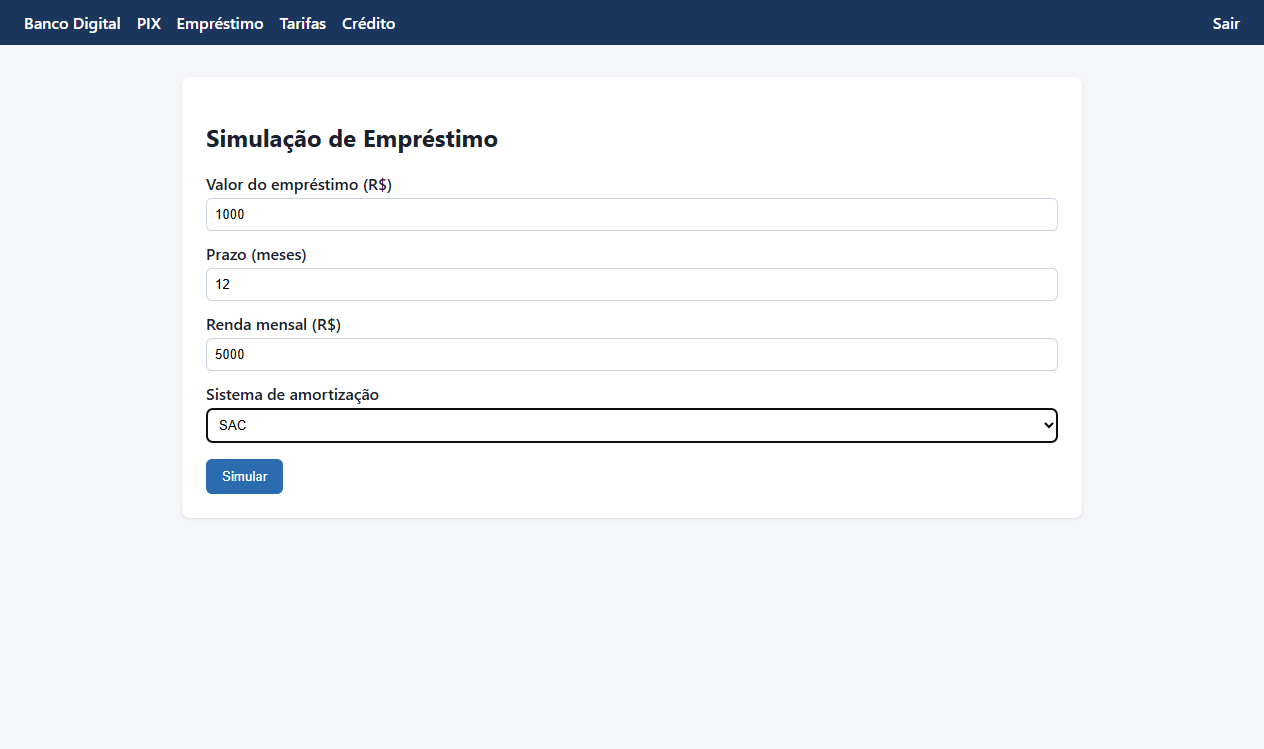 Banco Digital PIX Empréstimo Tarifas Crédito Sair
Simulação de Empréstimo
Valor do empréstimo (R$)
1000
Prazo (meses)
12
Renda mensal (R$)
5000
Sistema de amortização
SAC
Simular